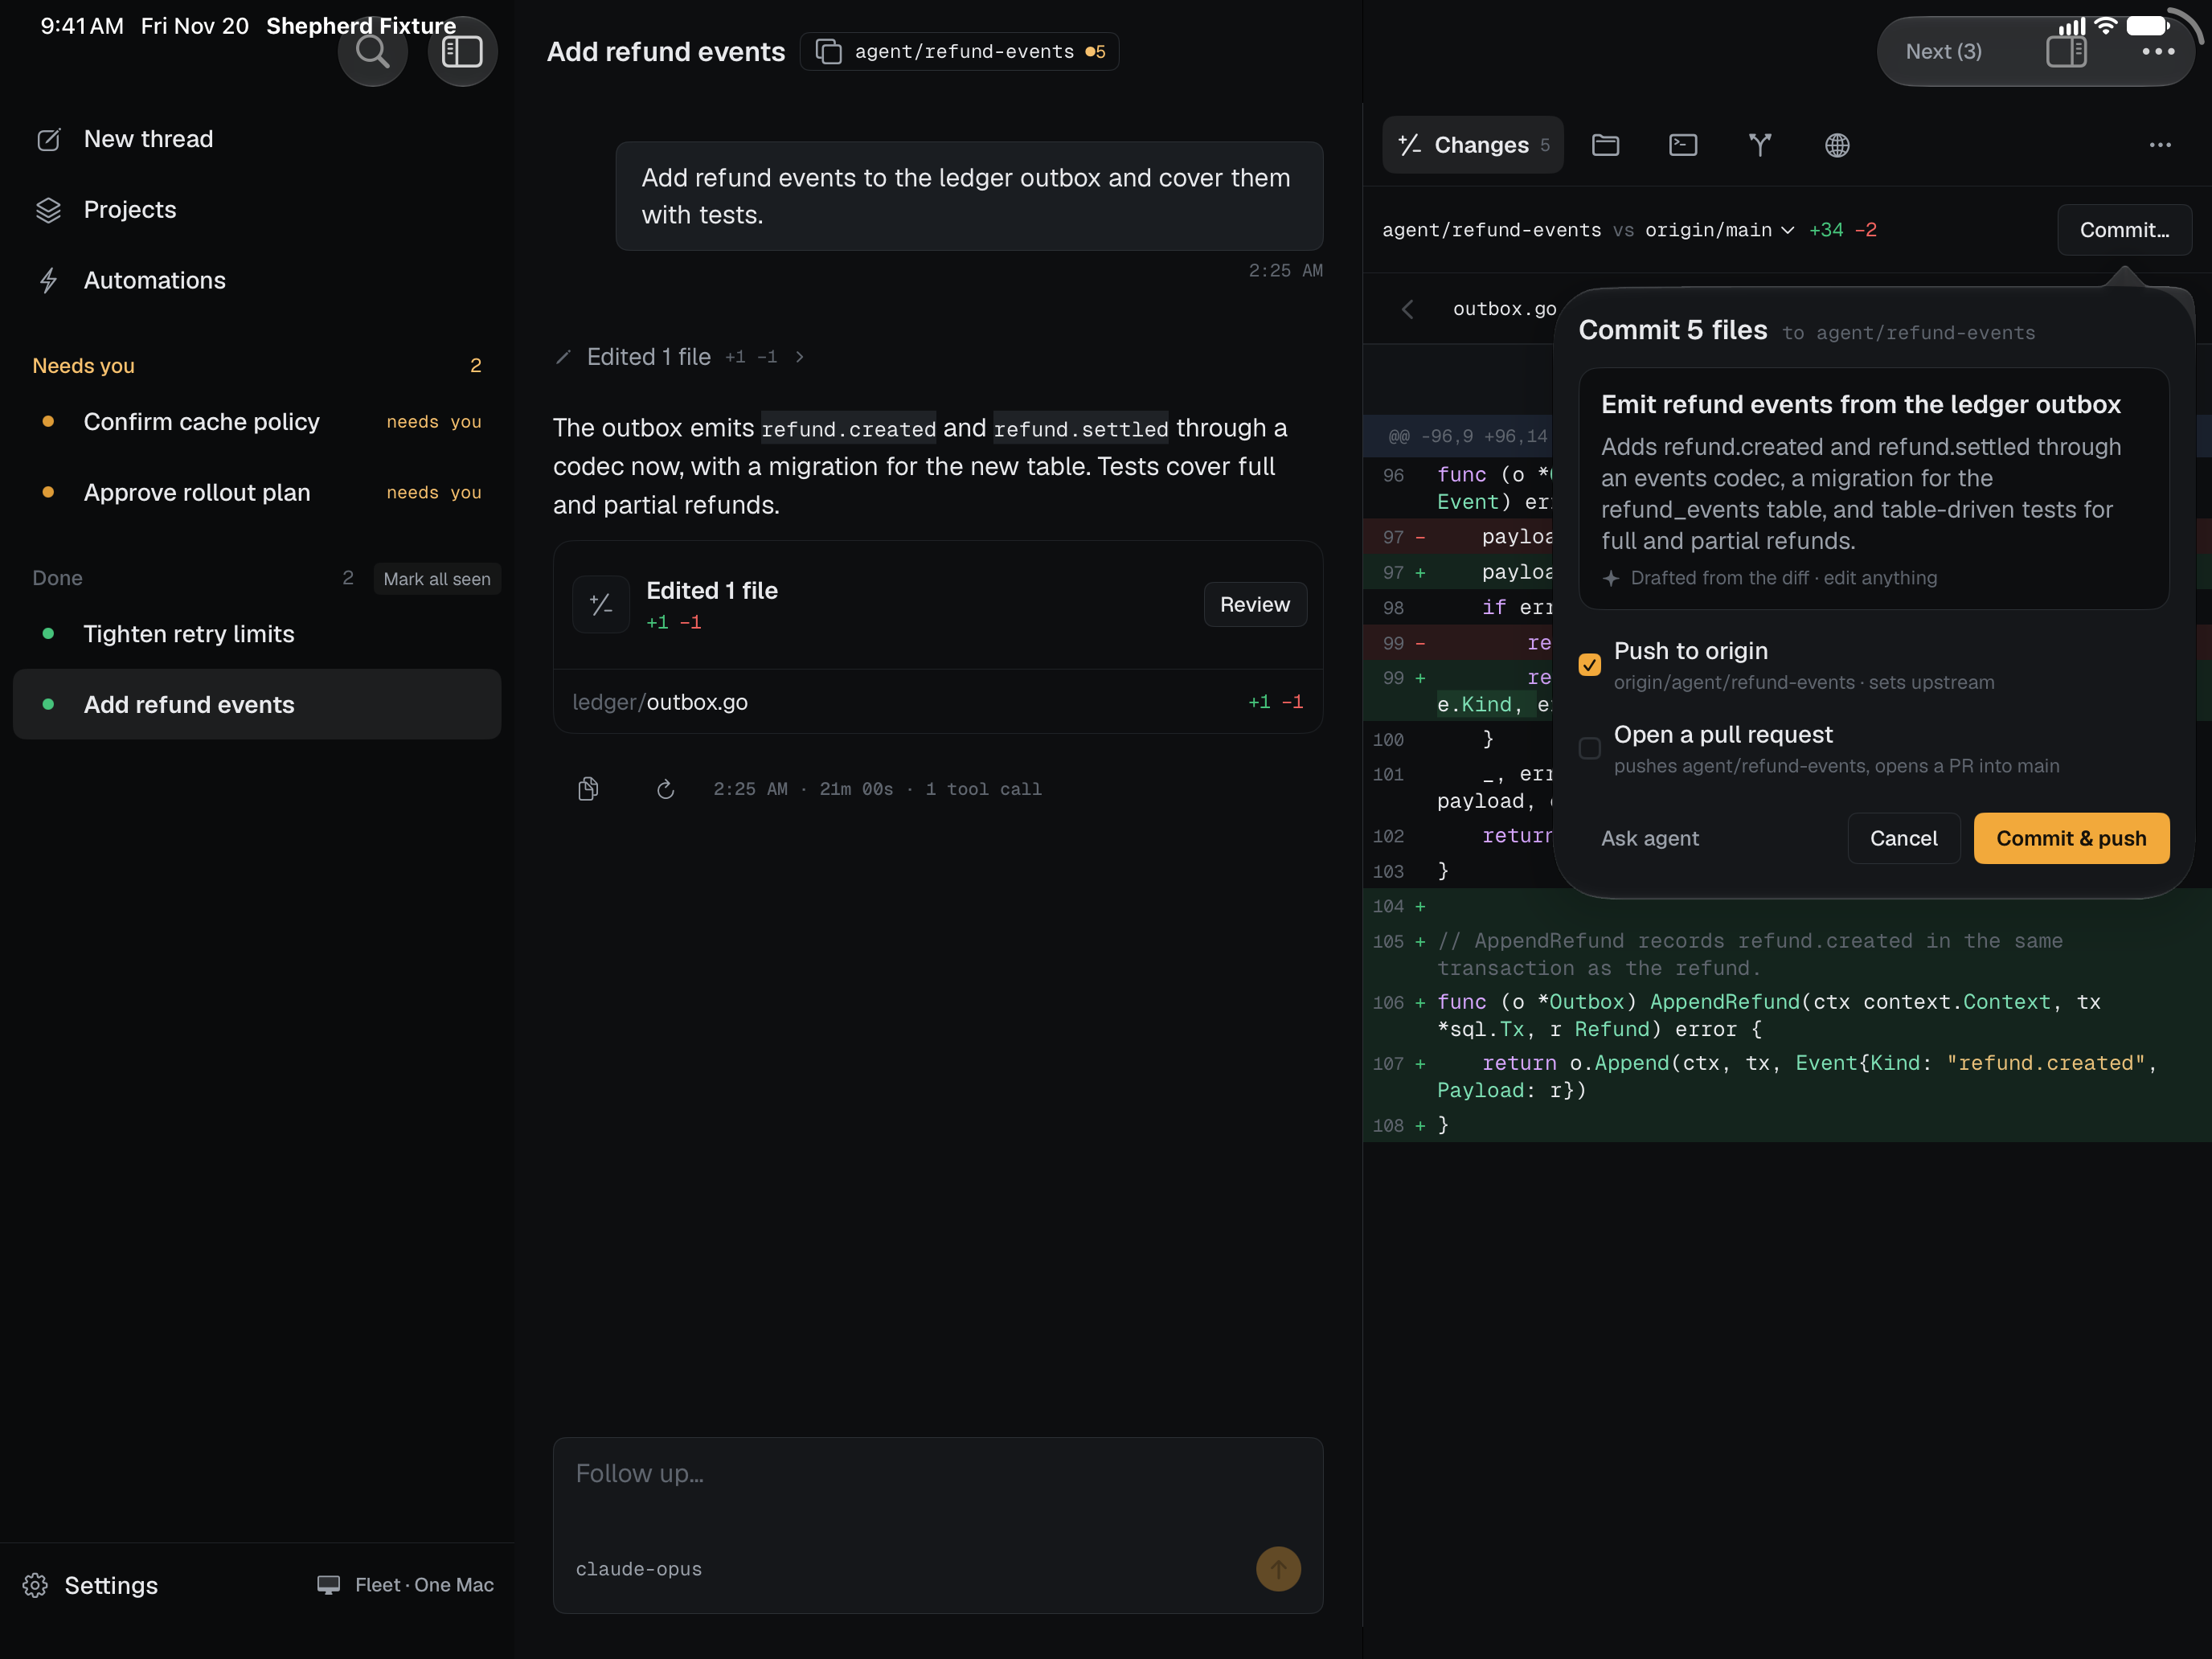 9:41 AM Fri Nov 20 Shepherd Fixture
New thread
Projects
Automations
Needs you 2
Confirm cache policy needs you
Approve rollout plan needs you
Done 2 Mark all seen
Tighten retry limits
Add refund events
Settings
Fleet · One Mac
Add refund events
agent/refund-events 5
Add refund events to the ledger outbox and cover them
with tests.
2:25 AM
Edited 1 file +1 −1
The outbox emits refund.created and refund.settled through a
codec now, with a migration for the new table. Tests cover full
and partial refunds.
Edited 1 file
+1 −1
Review
ledger/outbox.go +1 −1
2:25 AM · 21m 00s · 1 tool call
Follow up…
claude-opus
Next (3)
Changes 5
agent/refund-events vs origin/main +34 −2
Commit…
outbox.go
Commit 5 files to agent/refund-events
Emit refund events from the ledger outbox
Adds refund.created and refund.settled through
an events codec, a migration for the
refund_events table, and table-driven tests for
full and partial refunds.
Drafted from the diff · edit anything
Push to origin
origin/agent/refund-events · sets upstream
Open a pull request
pushes agent/refund-events, opens a PR into main
Ask agent
Cancel
Commit & push
@@ -96,9 +96,14
96 func (o *
Event) er
97 − payloa
97 + payloa
98 if err
99 − re
99 + re
e.Kind, e
100 }
101 _, err
payload,
102 return
103 }
104 +
105 + // AppendRefund records refund.created in the same
transaction as the refund.
106 + func (o *Outbox) AppendRefund(ctx context.Context, tx
*sql.Tx, r Refund) error {
107 + return o.Append(ctx, tx, Event{Kind: "refund.created",
Payload: r})
108 + }